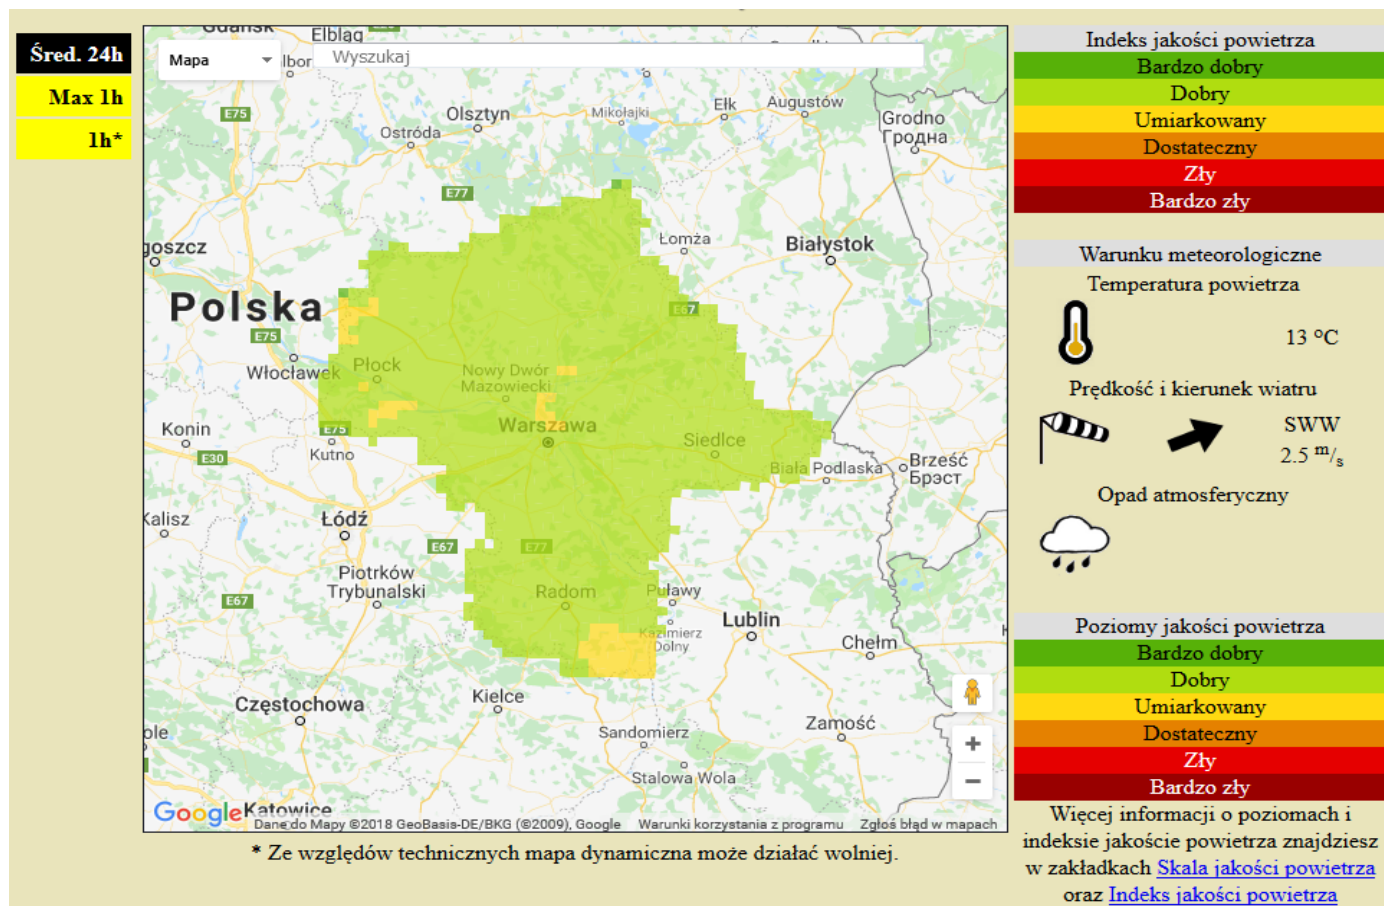 Śred. 24h
Max 1h
1h*
Mapa
Wyszukaj
Gdańsk
Elbląg
E75
Olsztyn
Ostróda
Mikołajki
Ełk
Augustów
Grodno
Гродна
E77
Łomża
Białystok
goszcz
Polska
E75
E67
Włocławek
Płock
Nowy Dwór
Mazowiecki
Warszawa
Siedlce
Konin
E30
E75
Kutno
Biała Podlaska
Brześć
Брэст
Kalisz
Łódź
E67
E77
Piotrków
Trybunalski
E67
Radom
Puławy
Kazimierz
Dolny
Lublin
Chełm
Kielce
Częstochowa
Sandomierz
Zamość
Stalowa Wola
ole
Google
Katowice
Dane do Mapy ©2018 GeoBasis-DE/BKG (©2009), Google
Warunki korzystania z programu
Zgłoś błąd w mapach
* Ze względów technicznych mapa dynamiczna może działać wolniej.
Indeks jakości powietrza
Bardzo dobry
Dobry
Umiarkowany
Dostateczny
Zły
Bardzo zły
Warunku meteorologiczne
Temperatura powietrza
13 °C
Prędkość i kierunek wiatru
SWW
2.5 m/s
Opad atmosferyczny
Poziomy jakości powietrza
Bardzo dobry
Dobry
Umiarkowany
Dostateczny
Zły
Bardzo zły
Więcej informacji o poziomach i
indeksie jakoście powietrza znajdziesz
w zakładkach Skala jakości powietrza
oraz Indeks jakości powietrza